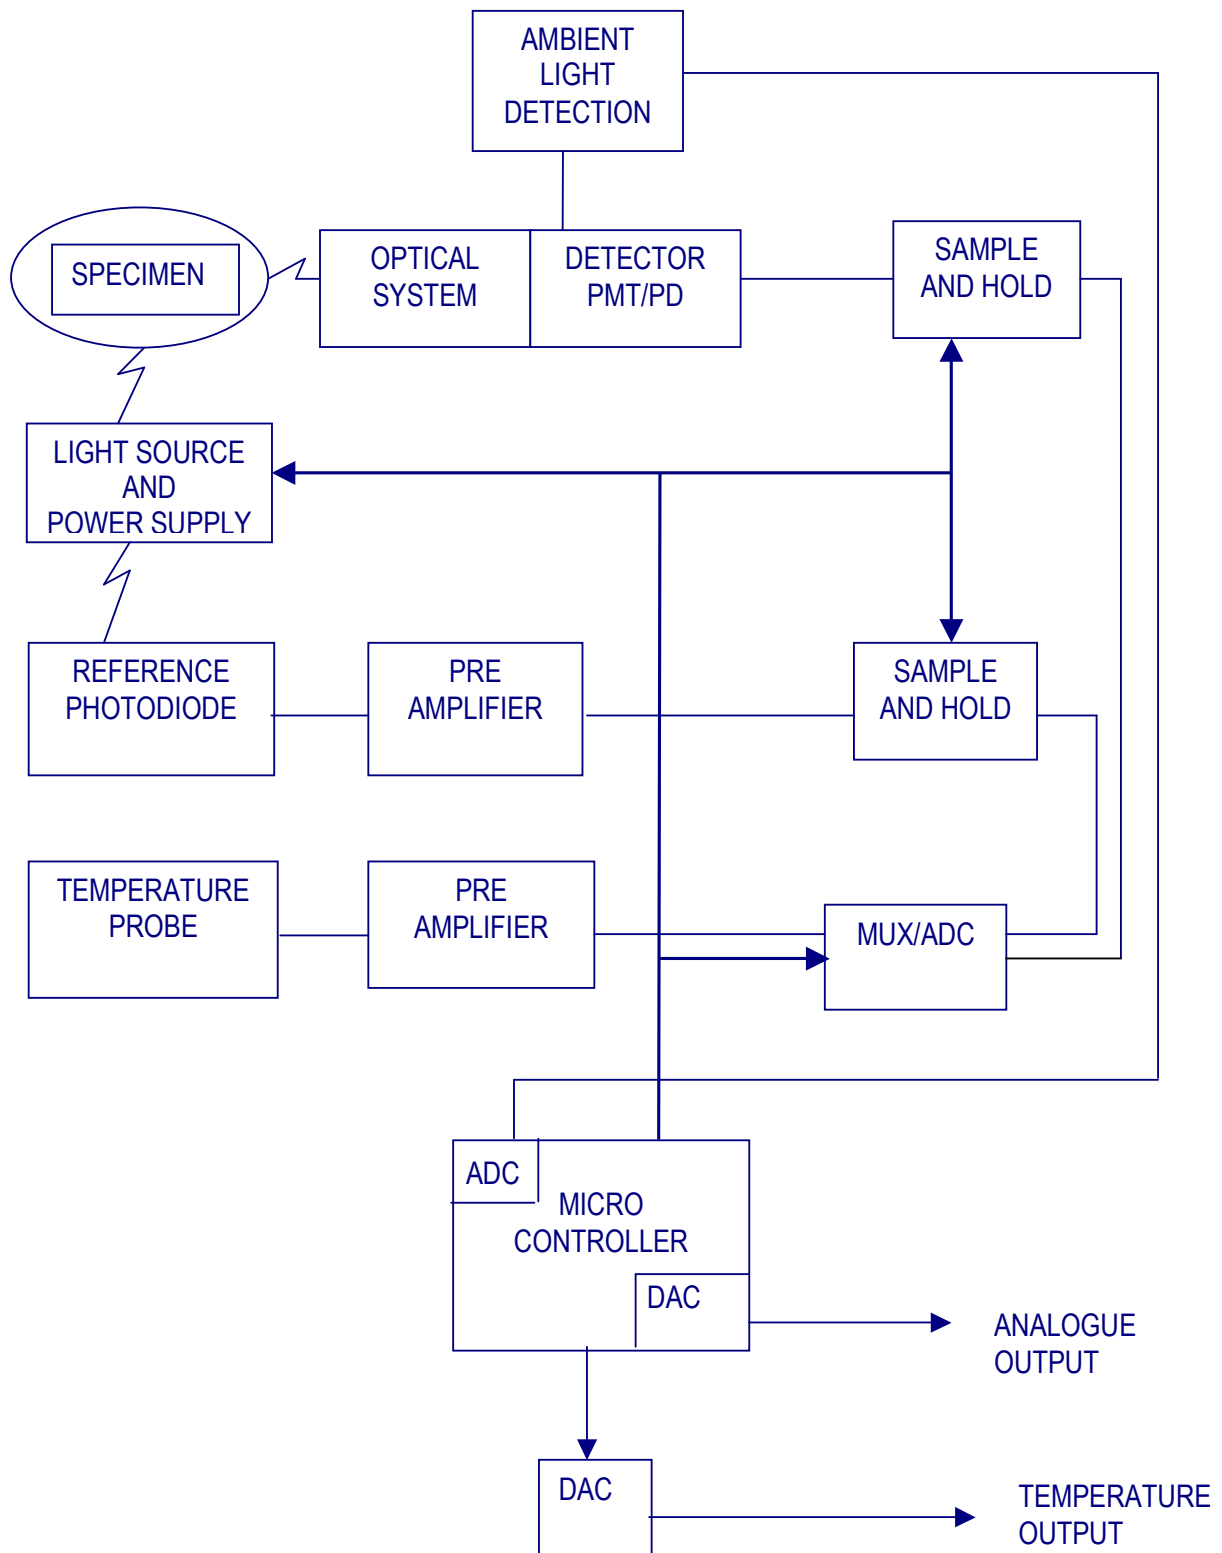 AMBIENT
LIGHT
DETECTION
SPECIMEN
OPTICAL
SYSTEM
DETECTOR
PMT/PD
SAMPLE
AND HOLD
LIGHT SOURCE
AND
POWER SUPPLY
REFERENCE
PHOTODIODE
PRE
AMPLIFIER
SAMPLE
AND HOLD
TEMPERATURE
PROBE
PRE
AMPLIFIER
MUX/ADC
ADC
MICRO
CONTROLLER
DAC
ANALOGUE
OUTPUT
DAC
TEMPERATURE
OUTPUT